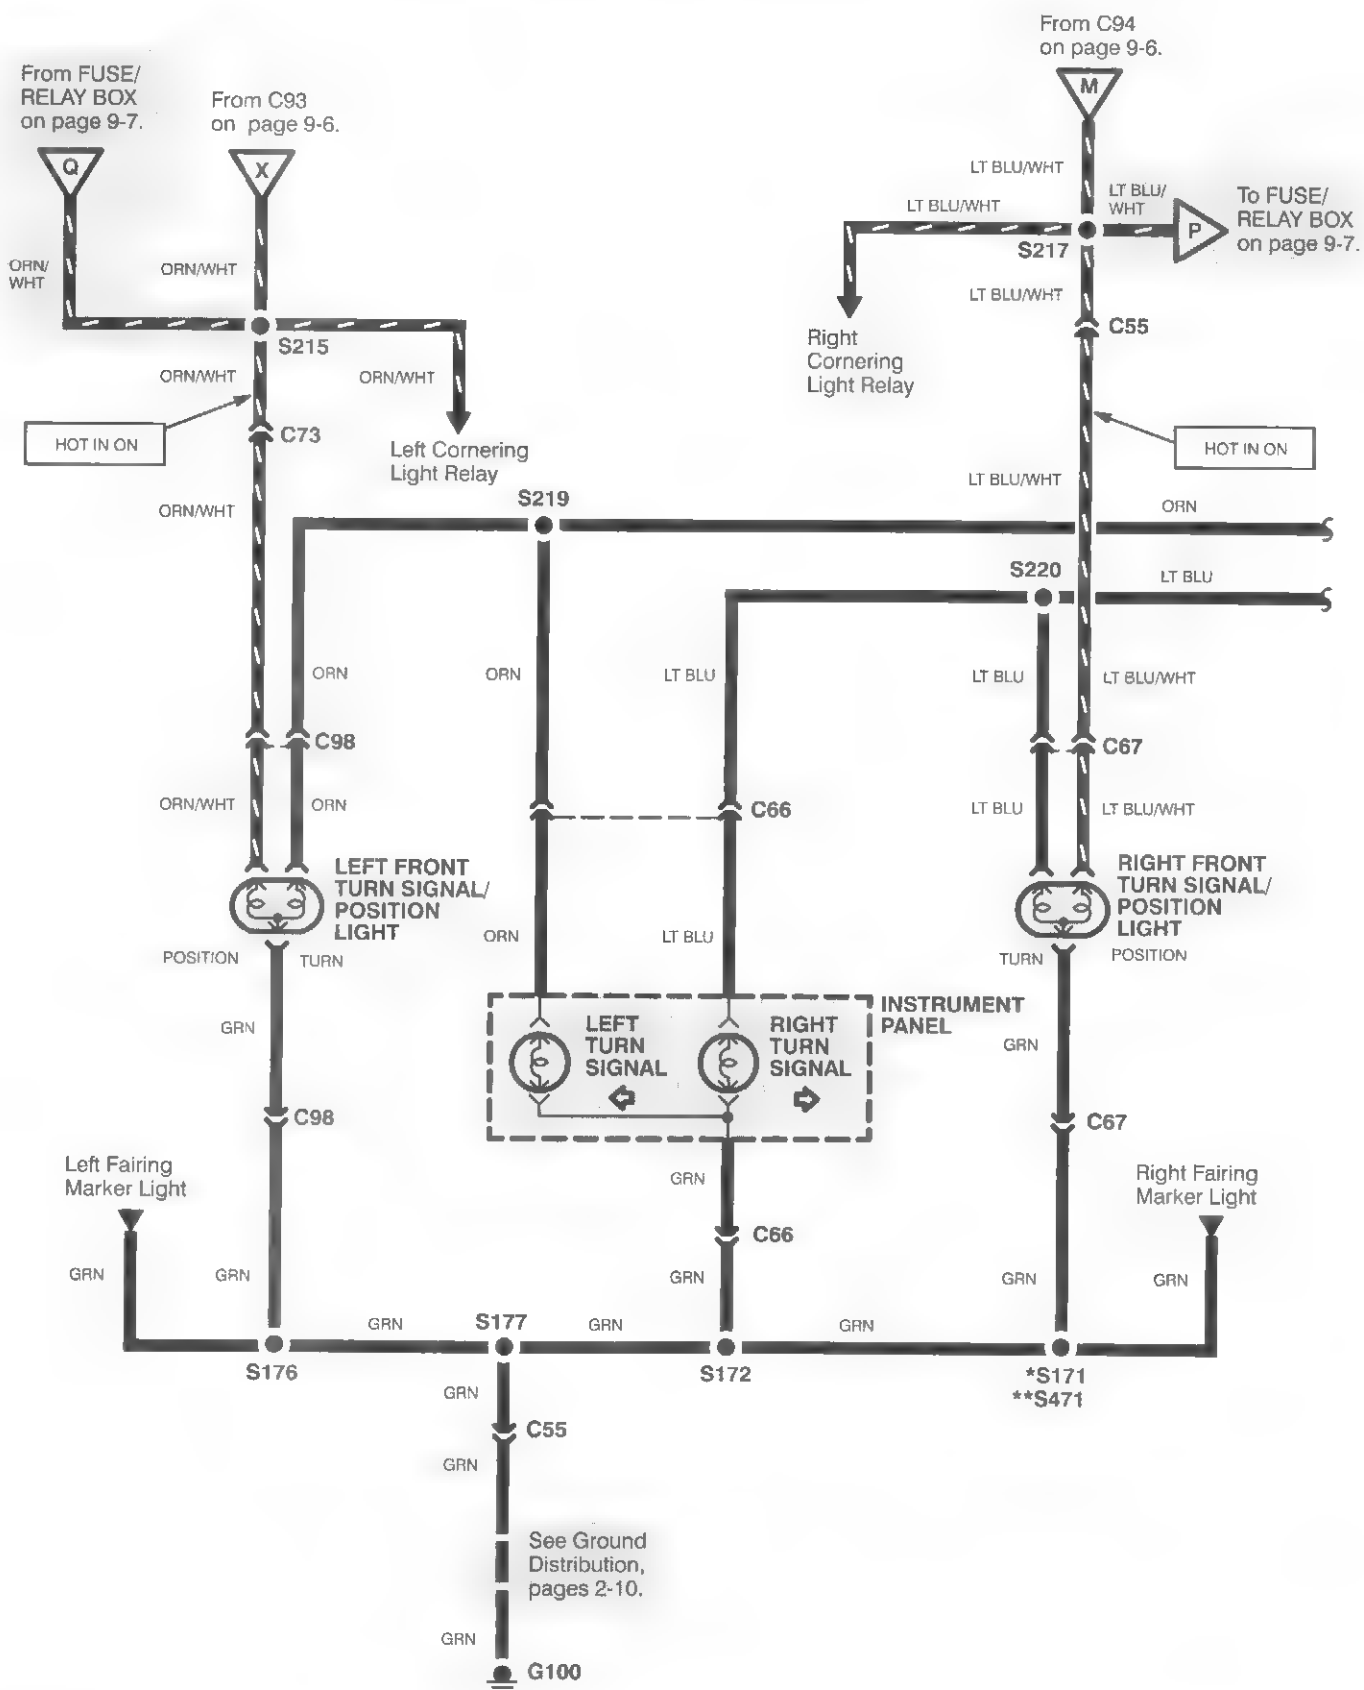 From C94
on page 9-6.
From FUSE/
RELAY BOX
on page 9-7.
From C93
on page 9-6.
M
Q
X
LT BLU/WHT
LT BLU/WHT
LT BLU/
WHT
P
To FUSE/
RELAY BOX
on page 9-7.
S217
ORN/
WHT
ORN/WHT
LT BLU/WHT
C55
S215
Right
Cornering
Light Relay
ORN/WHT
ORN/WHT
HOT IN ON
C73
Left Cornering
Light Relay
HOT IN ON
LT BLU/WHT
ORN/WHT
S219
ORN
S220
LT BLU
ORN
ORN
LT BLU
LT BLU
LT BLU/WHT
C98
C67
ORN/WHT
ORN
C66
LT BLU
LT BLU/WHT
LEFT FRONT
TURN SIGNAL/
POSITION
LIGHT
RIGHT FRONT
TURN SIGNAL/
POSITION
LIGHT
ORN
LT BLU
POSITION
TURN
TURN
POSITION
INSTRUMENT
PANEL
GRN
LEFT
TURN
SIGNAL
RIGHT
TURN
SIGNAL
GRN
C98
C67
Left Fairing
Marker Light
GRN
Right Fairing
Marker Light
C66
GRN
GRN
GRN
GRN
GRN
GRN
S177
GRN
GRN
S176
S172
*S171
**S471
GRN
C55
GRN
See Ground
Distribution,
pages 2-10.
GRN
G100